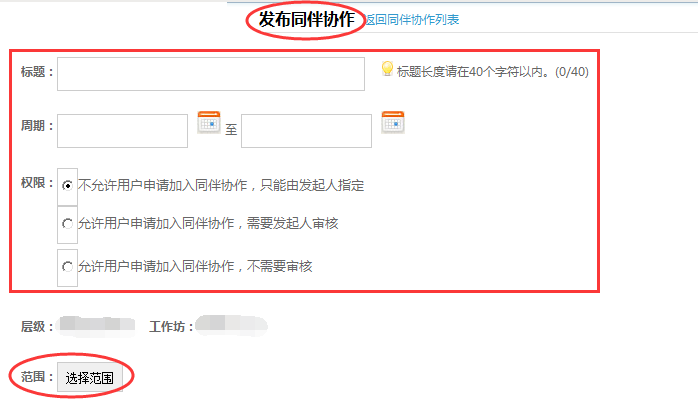 发布同伴协作 返回同伴协作列表
标题： 标题长度请在40个字符以内。(0/40)
周期： 至
权限： 不允许用户申请加入同伴协作，只能由发起人指定
允许用户申请加入同伴协作，需要发起人审核
允许用户申请加入同伴协作，不需要审核
层级： 工作坊：
范围： 选择范围